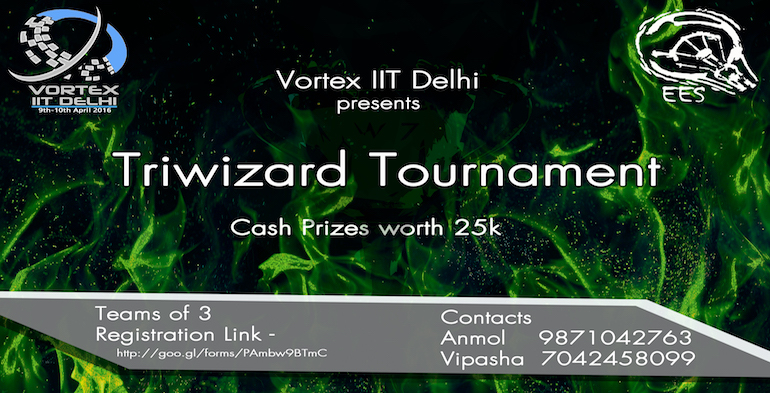 VORTEX
IIT DELHI
9th-10th April 2016
EES
Vortex IIT Delhi
presents
Triwizard Tournament
Cash Prizes worth 25k
Teams of 3
Registration Link -
http://goo.gl/forms/PAmbw9BTmC
Contacts
Anmol 9871042763
Vipasha 7042458099